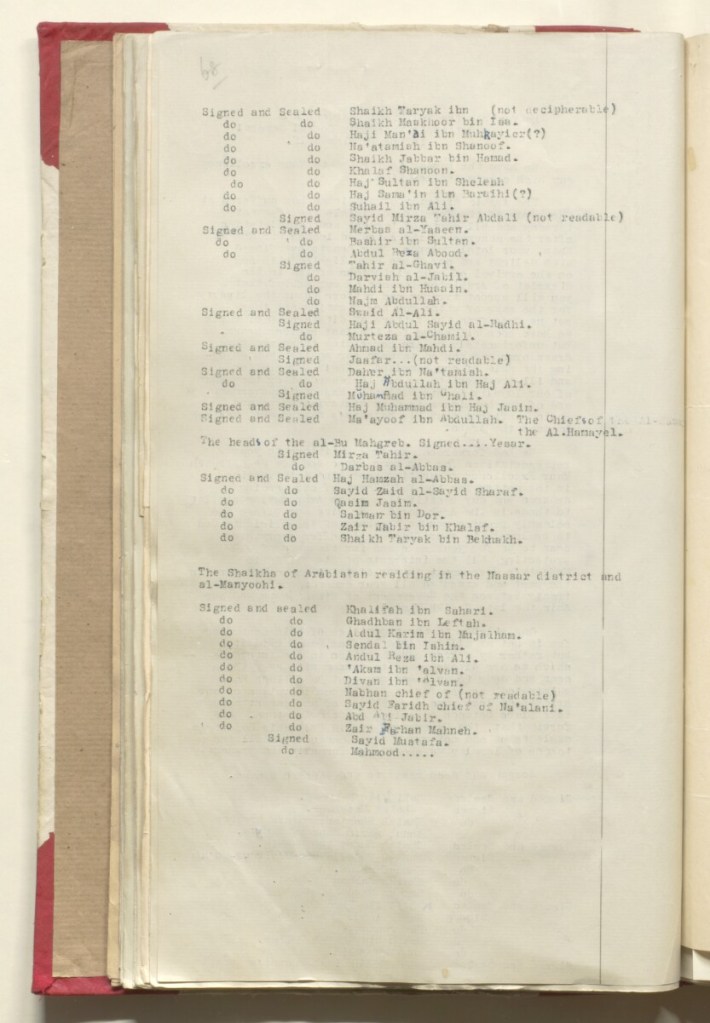 68
Signed and Sealed Shaikh Taryak ibn (not decipherable)
do do Shaikh Maakhoor bin Isa.
do do Haji Man'ai ibn Muhkayier(?)
do do Na'atamish ibn Shanoof.
do do Shaikh Jabbar bin Hamad.
do do Khalaf Shanoon.
do do Haj Sultan ibn Shelesh
do do Haj Sama'in ibn Baraihi(?)
do do Suhail ibn Ali.
Signed Sayid Mirza Tahir Abdali (not readable)
Signed and Sealed Merbas al-Yaseen.
do do Bashir ibn Sultan.
do do Abdul Reza Abood.
Signed Tahir al-Ghavi.
do Darvish al-Jabil.
do Mahdi ibn Husain.
do Najm Abdullah.
Signed and Sealed Swaid Al-Ali.
Signed Haji Abdul Sayid al-Radhi.
do Murteza al-Chamil.
Signed and Sealed Ahmad ibn Mahdi.
Signed Jaafar...(not readable)
Signed and Sealed Daher ibn Na'tamish.
do do Haj Abdullah ibn Haj Ali.
Signed Muhammad ibn Ghali.
Signed and Sealed Haj Muhammad ibn Haj Jasim.
Signed and Sealed Ma'ayoof ibn Abdullah. The Chiefs of
the Al.Hamayel.
The heads of the al-Bu Mahgreb. Signed.... Yesar.
Signed Mirza Tahir.
do Darbas al-Abbas.
Signed and Sealed Haj Hamzah al-Abbas.
do do Sayid Zaid al-Sayid Sharaf.
do do Qasim Jasim.
do do Salman bin Dor.
do do Zair Jabir bin Khalaf.
do do Shaikh Taryak bin Bekhakh.
The Shaikhs of Arabistan residing in the Nassar district and
al-Manyoohi.
Signed and sealed Khalifah ibn Sahari.
do do Ghadhban ibn Leftah.
do do Abdul Karim ibn Mujalham.
do do Sendal bin Iahim.
do do Andul Reza ibn Ali.
do do 'Akam ibn 'alvan.
do do Divan ibn 'Alvan.
do do Nabhan chief of (not readable)
do do Sayid Faridh chief of Na'alani.
do do Abd Ali Jabir.
do do Zair Farhan Mahneh.
Signed Sayid Mustafa.
do Mahmood.....